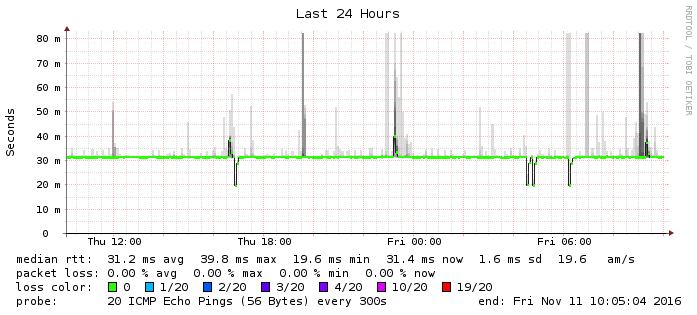 Last 24 Hours
RRDTOOL / TOBI OETIKER
Seconds
80 m
70 m
60 m
50 m
40 m
30 m
20 m
10 m
0
Thu 12:00 Thu 18:00 Fri 00:00 Fri 06:00
median rtt: 31.2 ms avg 39.8 ms max 19.6 ms min 31.4 ms now 1.6 ms sd 19.6 am/s
packet loss: 0.00 % avg 0.00 % max 0.00 % min 0.00 % now
loss color: 0 1/20 2/20 3/20 4/20 10/20 19/20
probe: 20 ICMP Echo Pings (56 Bytes) every 300s end: Fri Nov 11 10:05:04 2016